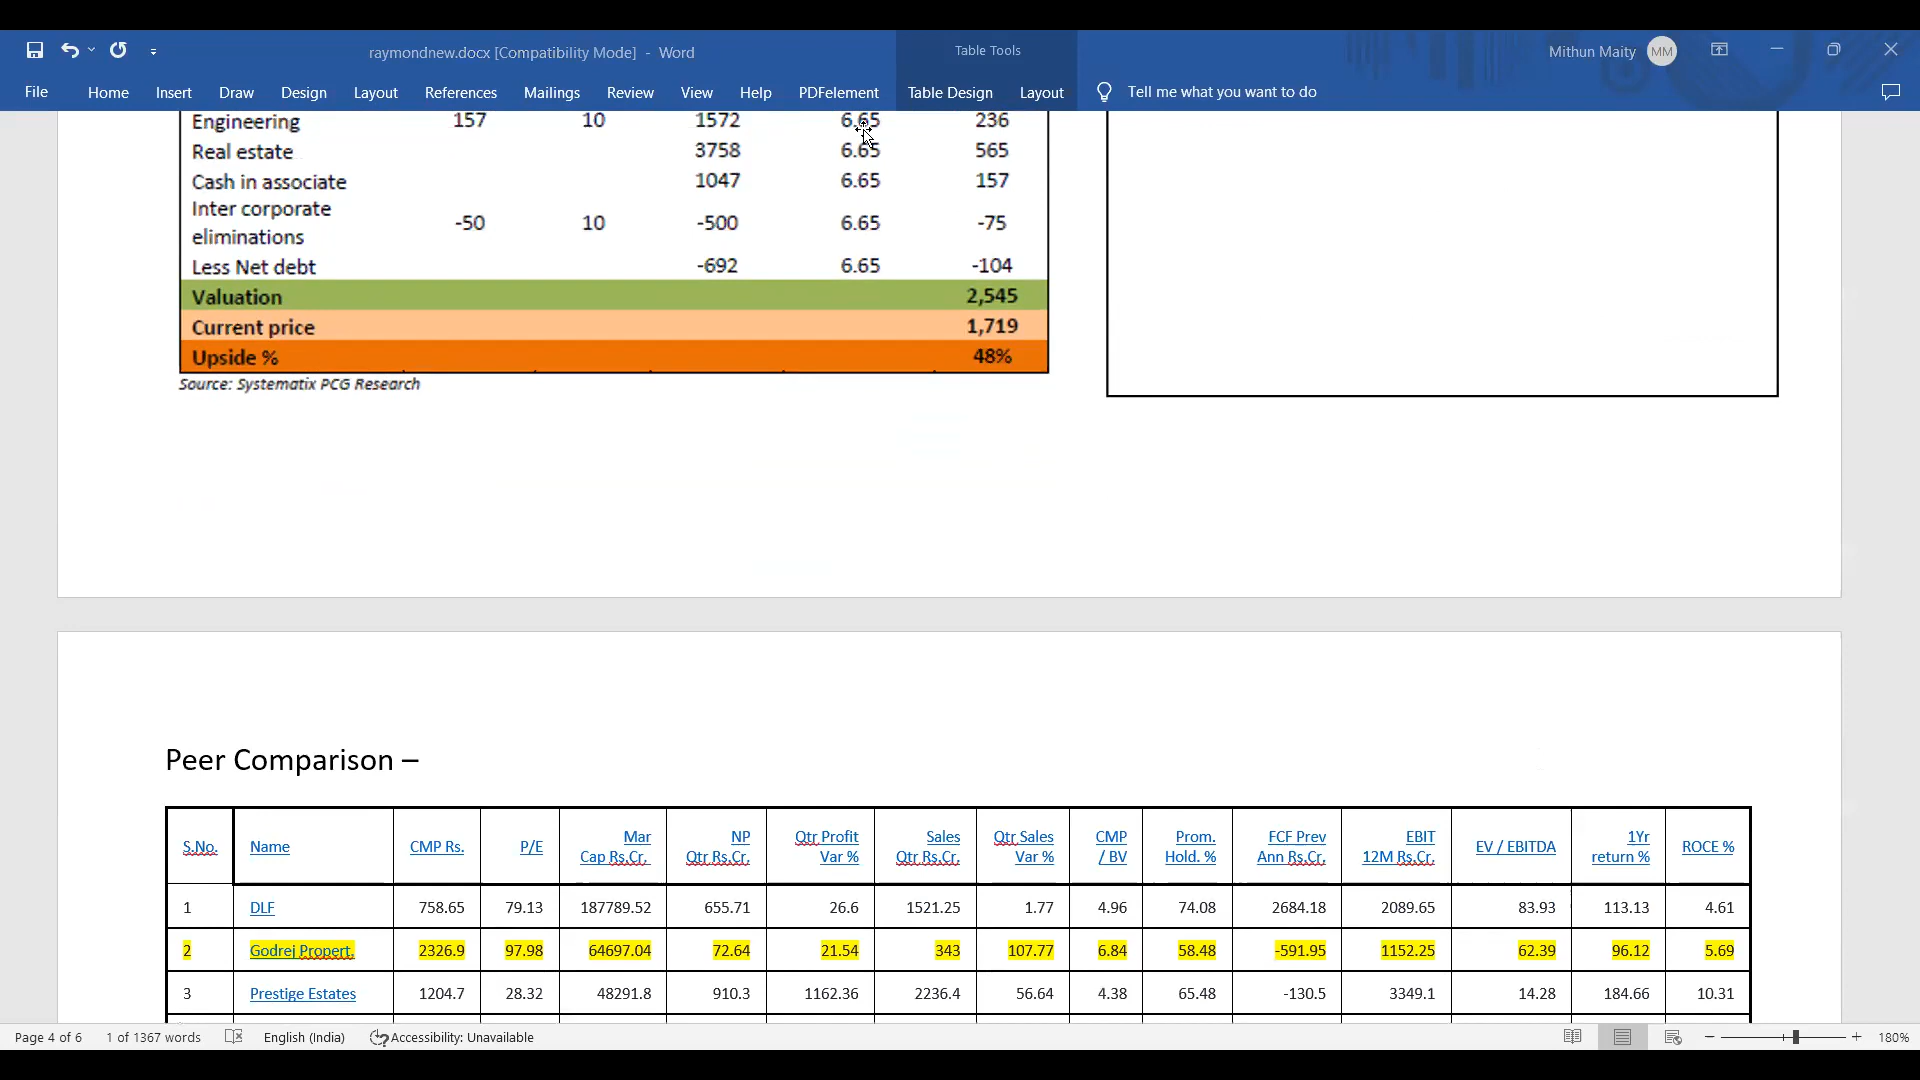 raymondnew.docx [Compatibility Mode] - Word
Table Tools
Mithun Maity MM
File Home Insert Draw Design Layout References Mailings Review View Help PDFelement Table Design Layout Tell me what you want to do
Engineering 157 10 1572 6.65 236
Real estate 3758 6.65 565
Cash in associate 1047 6.65 157
Inter corporate
eliminations -50 10 -500 6.65 -75
Less Net debt -692 6.65 -104
Valuation 2,545
Current price 1,719
Upside % 48%
Source: Systematix PCG Research
Peer Comparison –
S.No. Name CMP Rs. P/E Mar Cap Rs.Cr. NP Qtr Rs.Cr. Qtr Profit Var % Sales Qtr Rs.Cr. Qtr Sales Var % CMP / BV Prom. Hold. % FCF Prev Ann Rs.Cr. EBIT 12M Rs.Cr. EV / EBITDA 1Yr return % ROCE %
1 DLF 758.65 79.13 187789.52 655.71 26.6 1521.25 1.77 4.96 74.08 2684.18 2089.65 83.93 113.13 4.61
2 Godrej Propert. 2326.9 97.98 64697.04 72.64 21.54 343 107.77 6.84 58.48 -591.95 1152.25 62.39 96.12 5.69
3 Prestige Estates 1204.7 28.32 48291.8 910.3 1162.36 2236.4 56.64 4.38 65.48 -130.5 3349.1 14.28 184.66 10.31
Page 4 of 6 1 of 1367 words English (India) Accessibility: Unavailable 180%